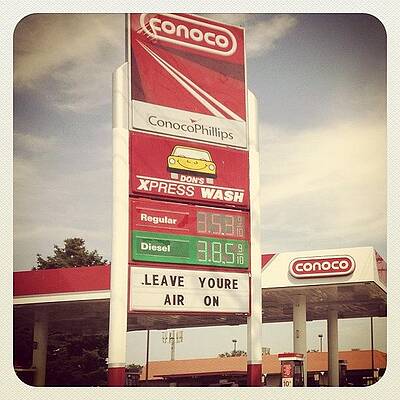 conoco
ConocoPhillips
DON'S
XPRESS WASH
Regular 3.53 9/10
Diesel 3.85 9/10
.LEAVE YOURE
AIR ON
CONOCO
CONOCO